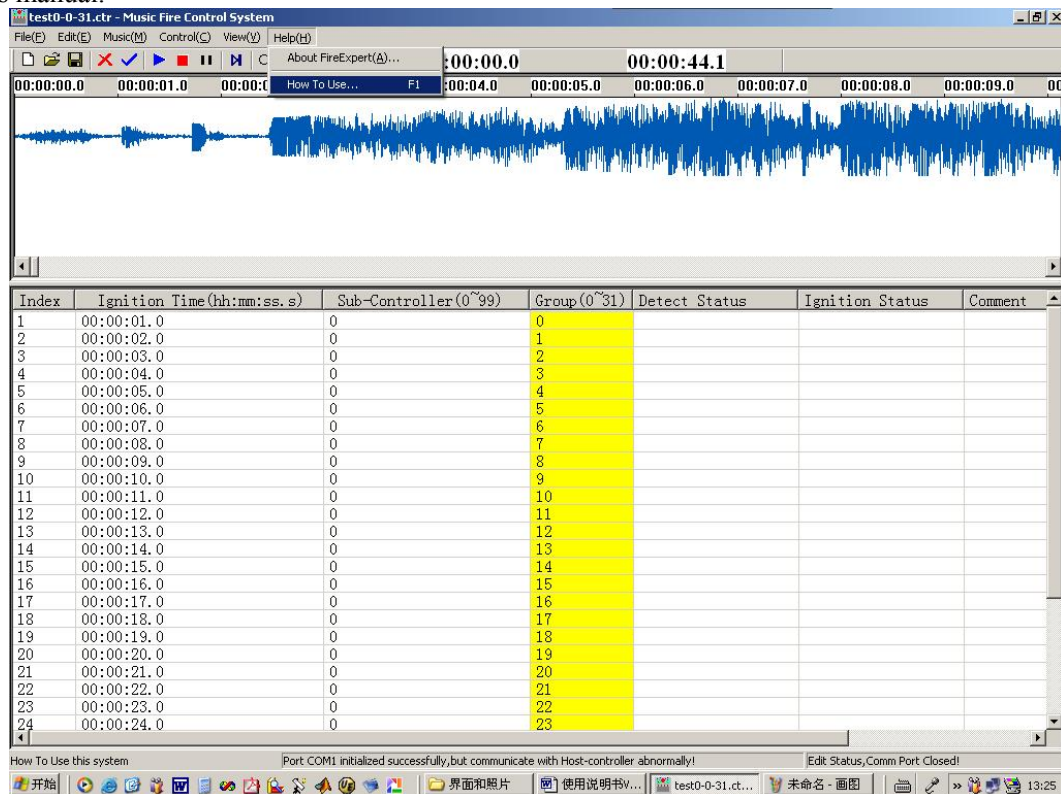 test0-0-31.ctr - Music Fire Control System
File(F) Edit(E) Music(M) Control(C) View(V) Help(H)
About FireExpert(A)...
:00:00.0 00:00:44.1
How To Use... F1
00:00:00.0 00:00:01.0 00:00:0 :00:04.0 00:00:05.0 00:00:06.0 00:00:07.0 00:00:08.0 00:00:09.0
Index Ignition Time(hh:mm:ss.s) Sub-Controller(0~99) Group(0~31) Detect Status Ignition Status Comment
1 00:00:01.0 0 0
2 00:00:02.0 0 1
3 00:00:03.0 0 2
4 00:00:04.0 0 3
5 00:00:05.0 0 4
6 00:00:06.0 0 5
7 00:00:07.0 0 6
8 00:00:08.0 0 7
9 00:00:09.0 0 8
10 00:00:10.0 0 9
11 00:00:11.0 0 10
12 00:00:12.0 0 11
13 00:00:13.0 0 12
14 00:00:14.0 0 13
15 00:00:15.0 0 14
16 00:00:16.0 0 15
17 00:00:17.0 0 16
18 00:00:18.0 0 17
19 00:00:19.0 0 18
20 00:00:20.0 0 19
21 00:00:21.0 0 20
22 00:00:22.0 0 21
23 00:00:23.0 0 22
24 00:00:24.0 0 23
How To Use this system Port COM1 initialized successfully,but communicate with Host-controller abnormally! Edit Status,Comm Port Closed!
开始 界面和照片 使用说明书V... test0-0-31.ct... 未命名 - 画图 13:25